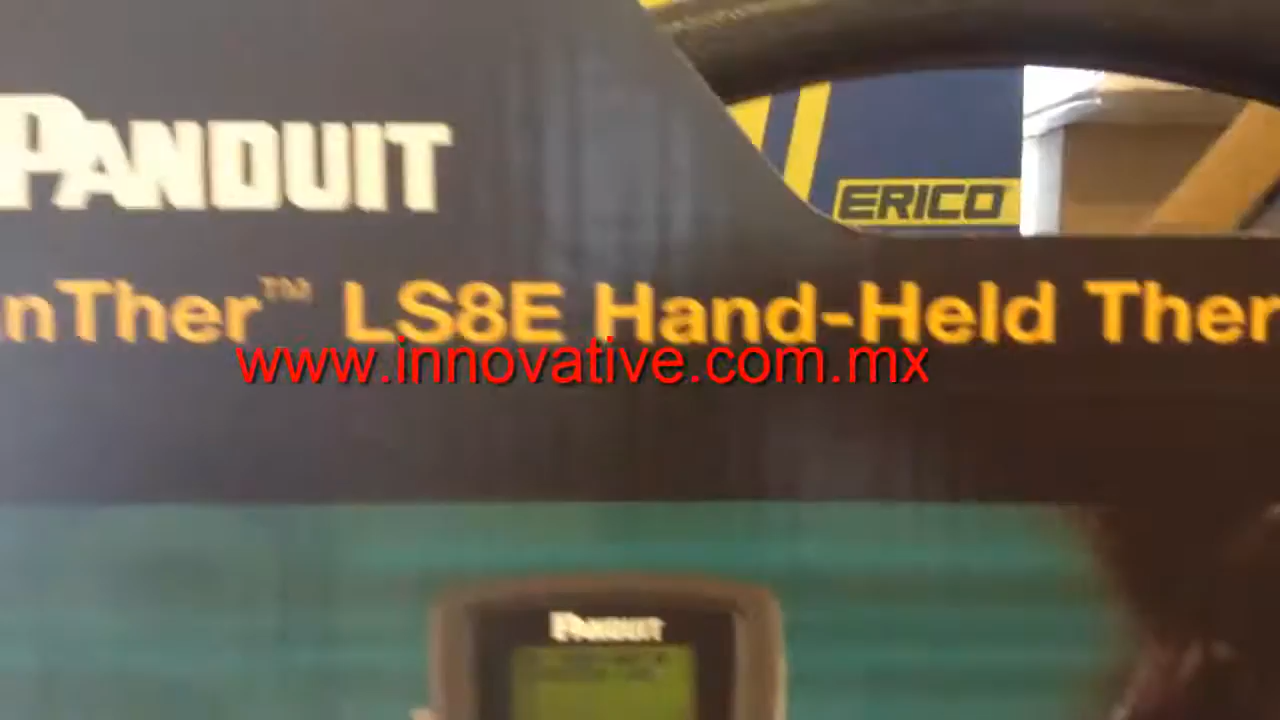 PANDUIT
ERICO
nTher™ LS8E Hand-Held Ther
www.innovative.com.mx
PANDUIT